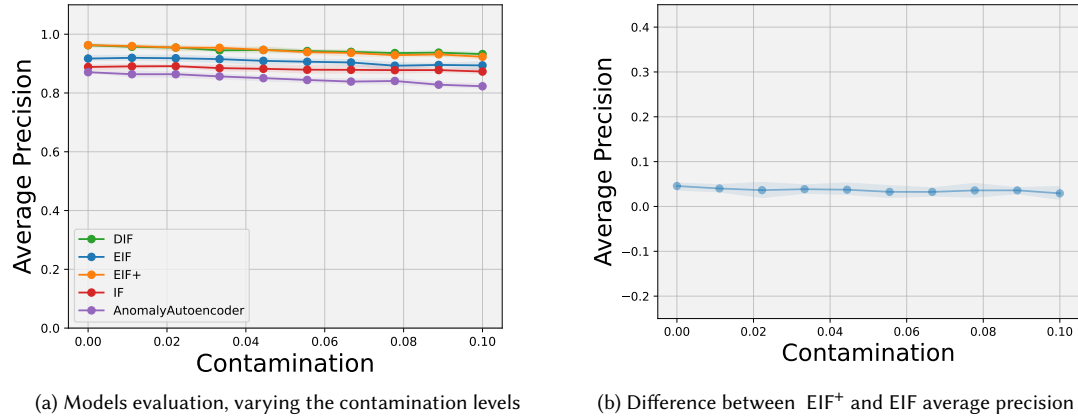 1.0
0.8
0.6
0.4
0.2
0.0
Average Precision
DIF
EIF
EIF+
IF
AnomalyAutoencoder
0.00 0.02 0.04 0.06 0.08 0.10
Contamination
(a) Models evaluation, varying the contamination levels
0.4
0.3
0.2
0.1
0.0
−0.1
−0.2
Average Precision
0.00 0.02 0.04 0.06 0.08 0.10
Contamination
(b) Difference between EIF⁺ and EIF average precision